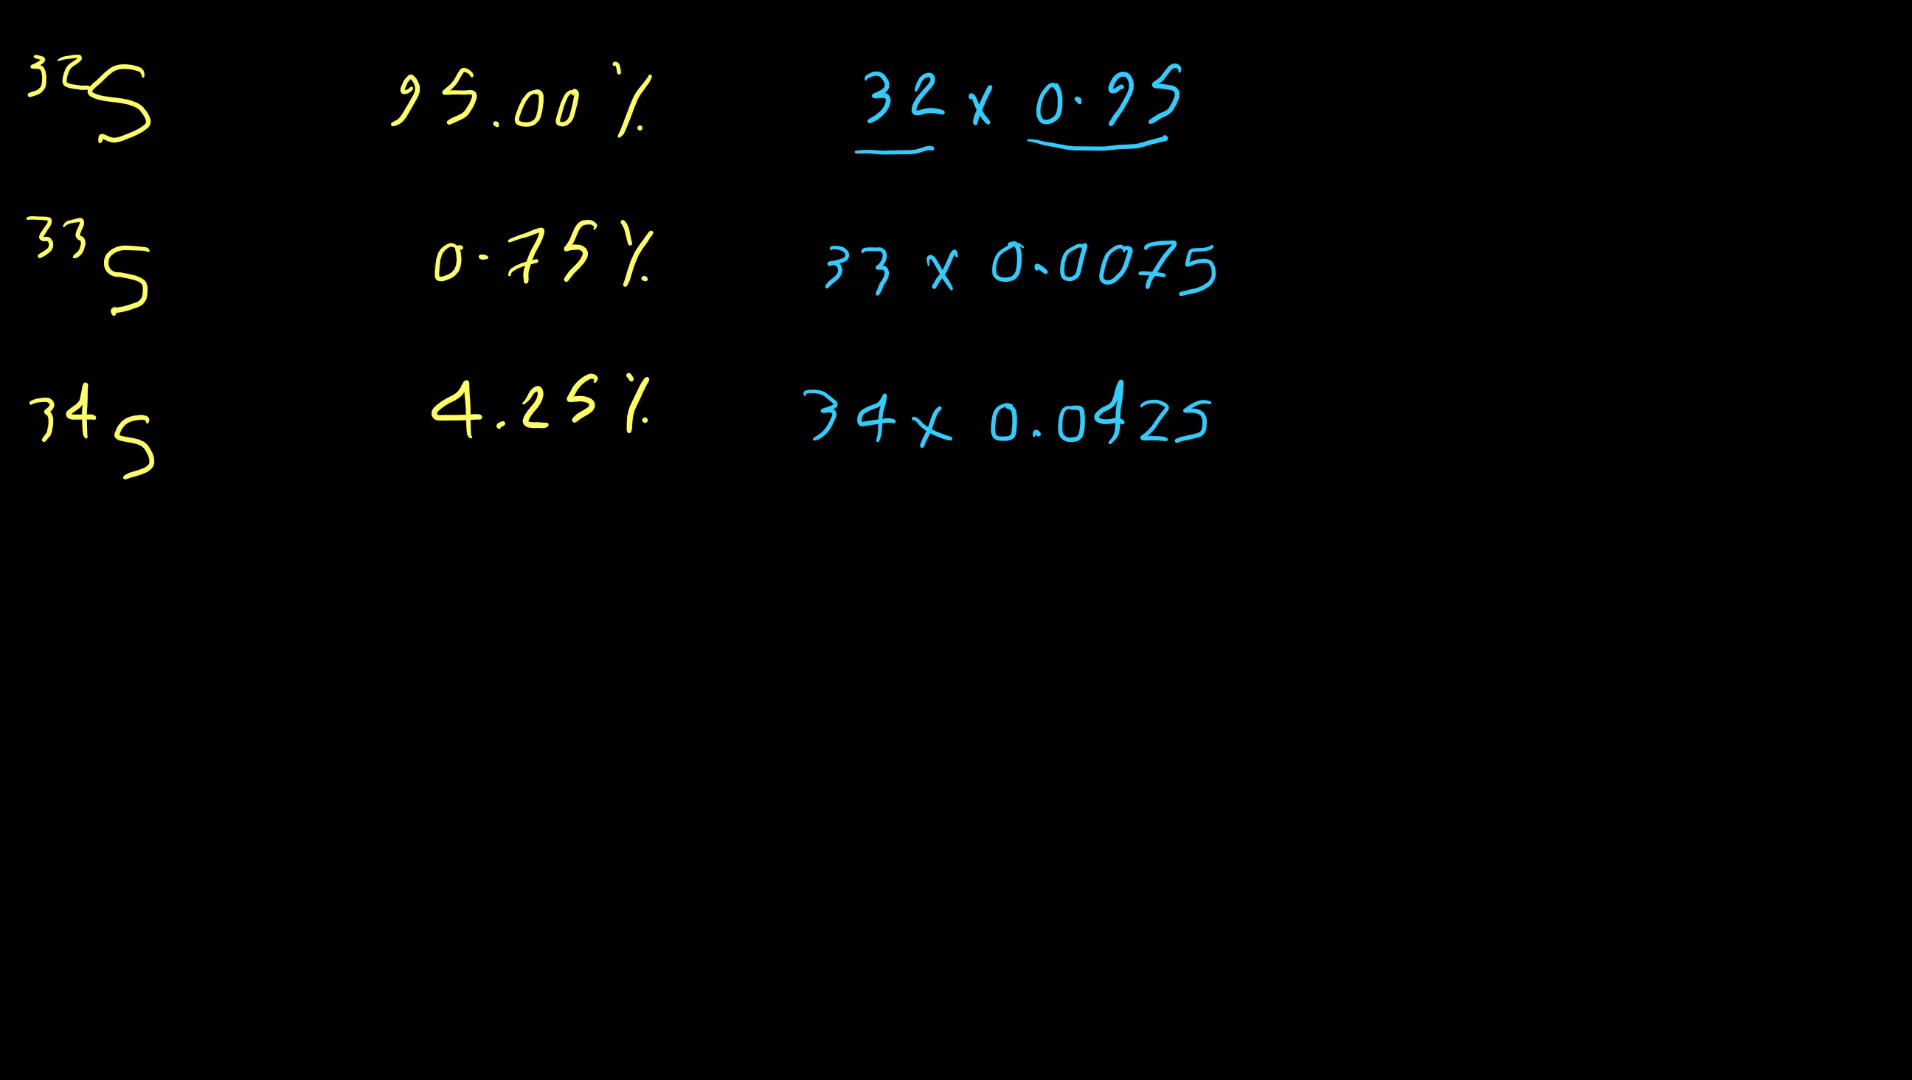 ³²S 95.00% 32 x 0.95
³³S 0.75% 33 x 0.0075
³⁴S 4.25% 34 x 0.0425